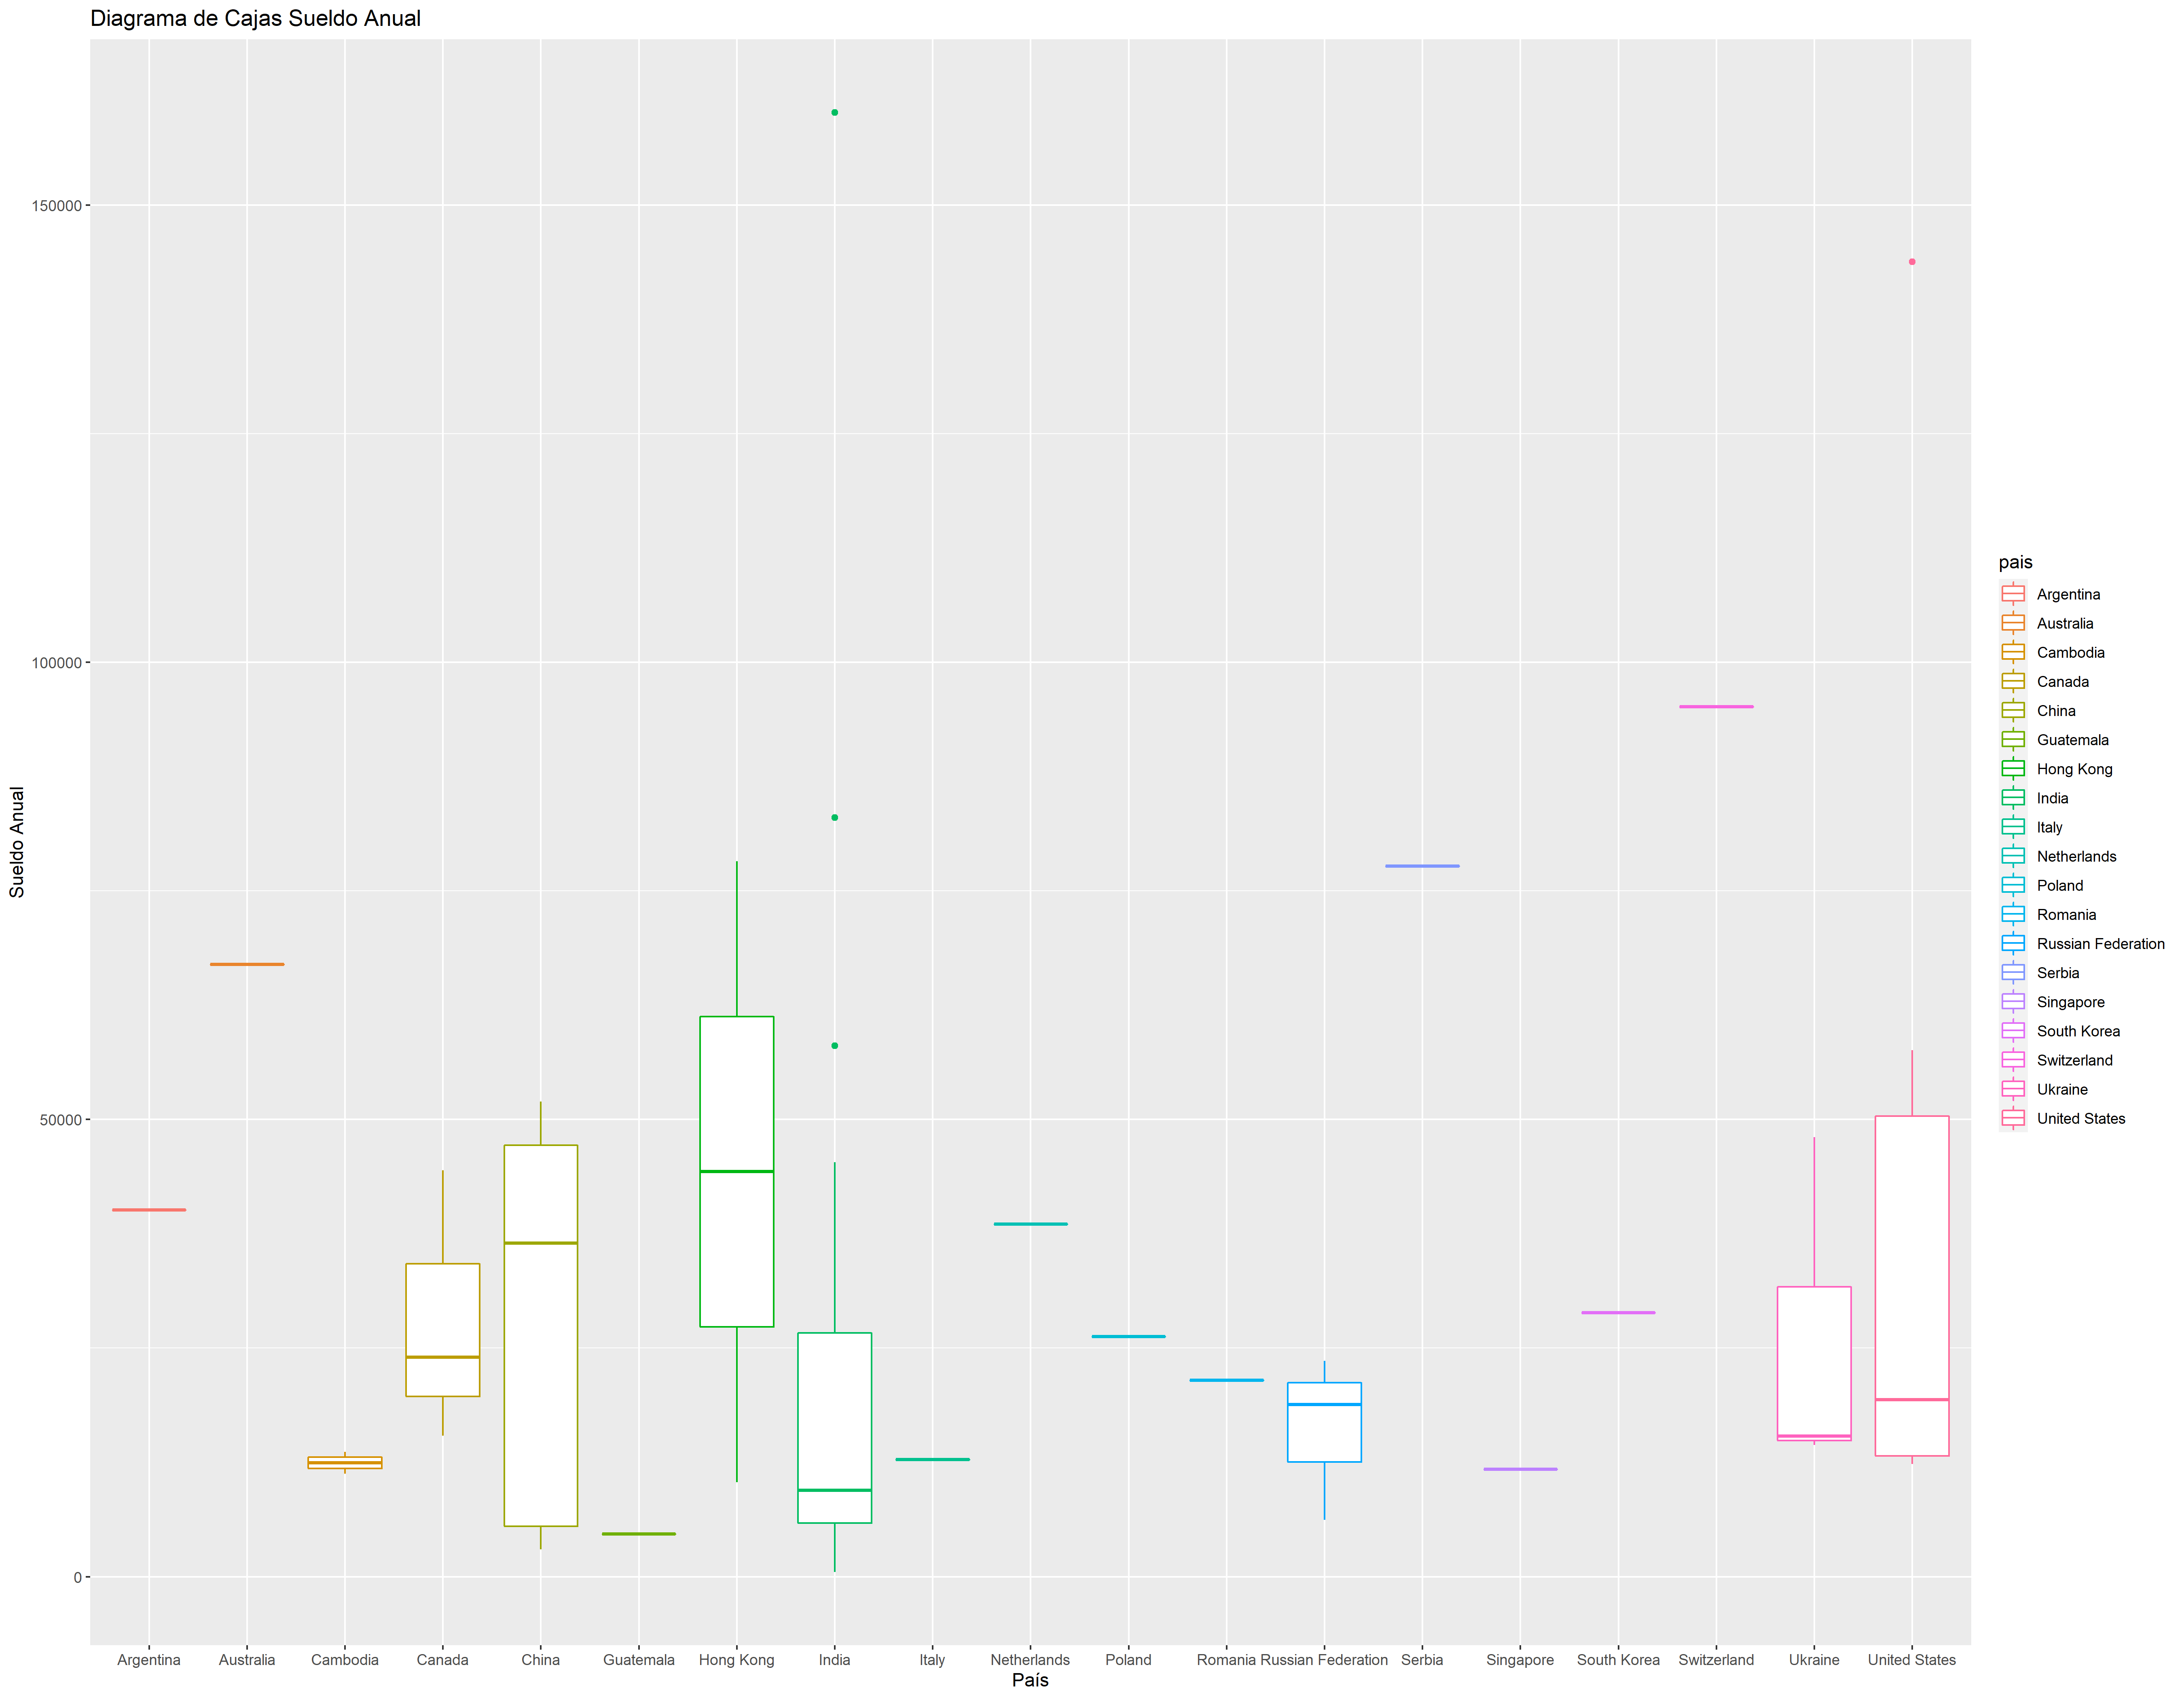 Diagrama de Cajas Sueldo Anual
150000
100000
50000
0
Sueldo Anual
Argentina Australia Cambodia Canada China Guatemala Hong Kong India Italy Netherlands Poland Romania Russian Federation Serbia Singapore South Korea Switzerland Ukraine United States
País
pais
Argentina
Australia
Cambodia
Canada
China
Guatemala
Hong Kong
India
Italy
Netherlands
Poland
Romania
Russian Federation
Serbia
Singapore
South Korea
Switzerland
Ukraine
United States